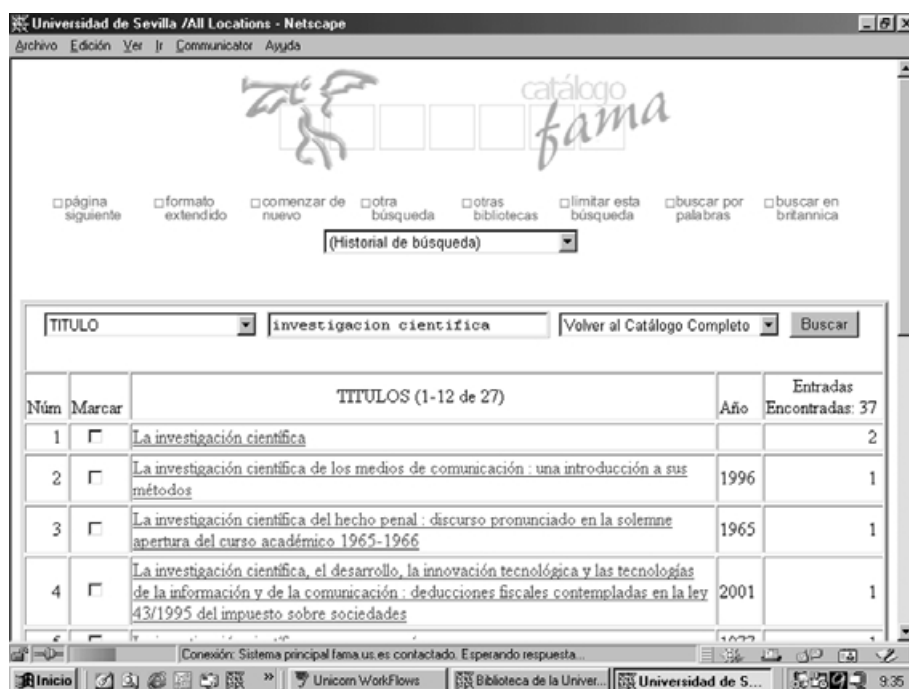 Universidad de Sevilla /All Locations - Netscape
Archivo Edición Ver Ir Communicator Ayuda
catálogo
fama
página siguiente
formato extendido
comenzar de nuevo
otra búsqueda
otras bibliotecas
limitar esta búsqueda
buscar por palabras
buscar en britannica
(Historial de búsqueda)
TITULO investigacion cientifica Volver al Catálogo Completo Buscar
Núm Marcar TITULOS (1-12 de 27) Año Entradas Encontradas: 37
1 La investigación científica 2
2 La investigación científica de los medios de comunicación : una introducción a sus
métodos 1996 1
3 La investigación científica del hecho penal : discurso pronunciado en la solemne
apertura del curso académico 1965-1966 1965 1
4 La investigación científica, el desarrollo, la innovación tecnológica y las tecnologías
de la información y de la comunicación : deducciones fiscales contempladas en la ley
43/1995 del impuesto sobre sociedades 2001 1
Conexión: Sistema principal fama.us.es contactado. Esperando respuesta...
Inicio » Unicorn WorkFlows Biblioteca de la Univer... Universidad de S... 9:35